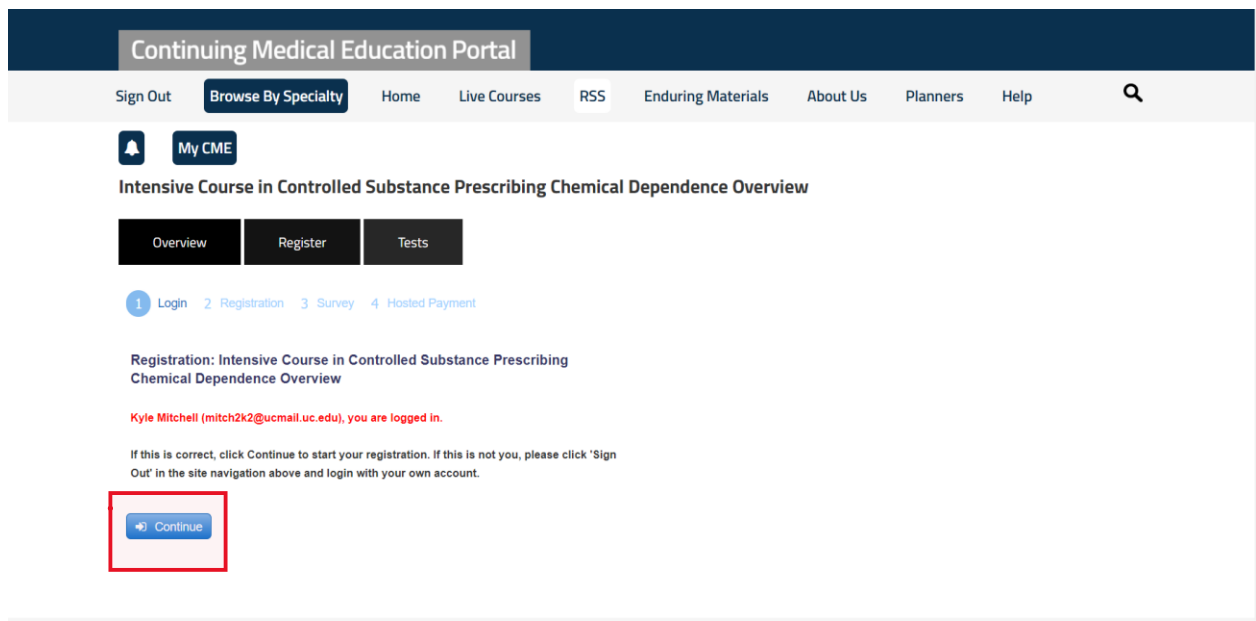 Continuing Medical Education Portal
Sign Out Browse By Specialty Home Live Courses RSS Enduring Materials About Us Planners Help
My CME
Intensive Course in Controlled Substance Prescribing Chemical Dependence Overview
Overview Register Tests
1 Login 2 Registration 3 Survey 4 Hosted Payment
Registration: Intensive Course in Controlled Substance Prescribing
Chemical Dependence Overview
Kyle Mitchell (mitch2k2@ucmail.uc.edu), you are logged in.
If this is correct, click Continue to start your registration. If this is not you, please click 'Sign
Out' in the site navigation above and login with your own account.
Continue